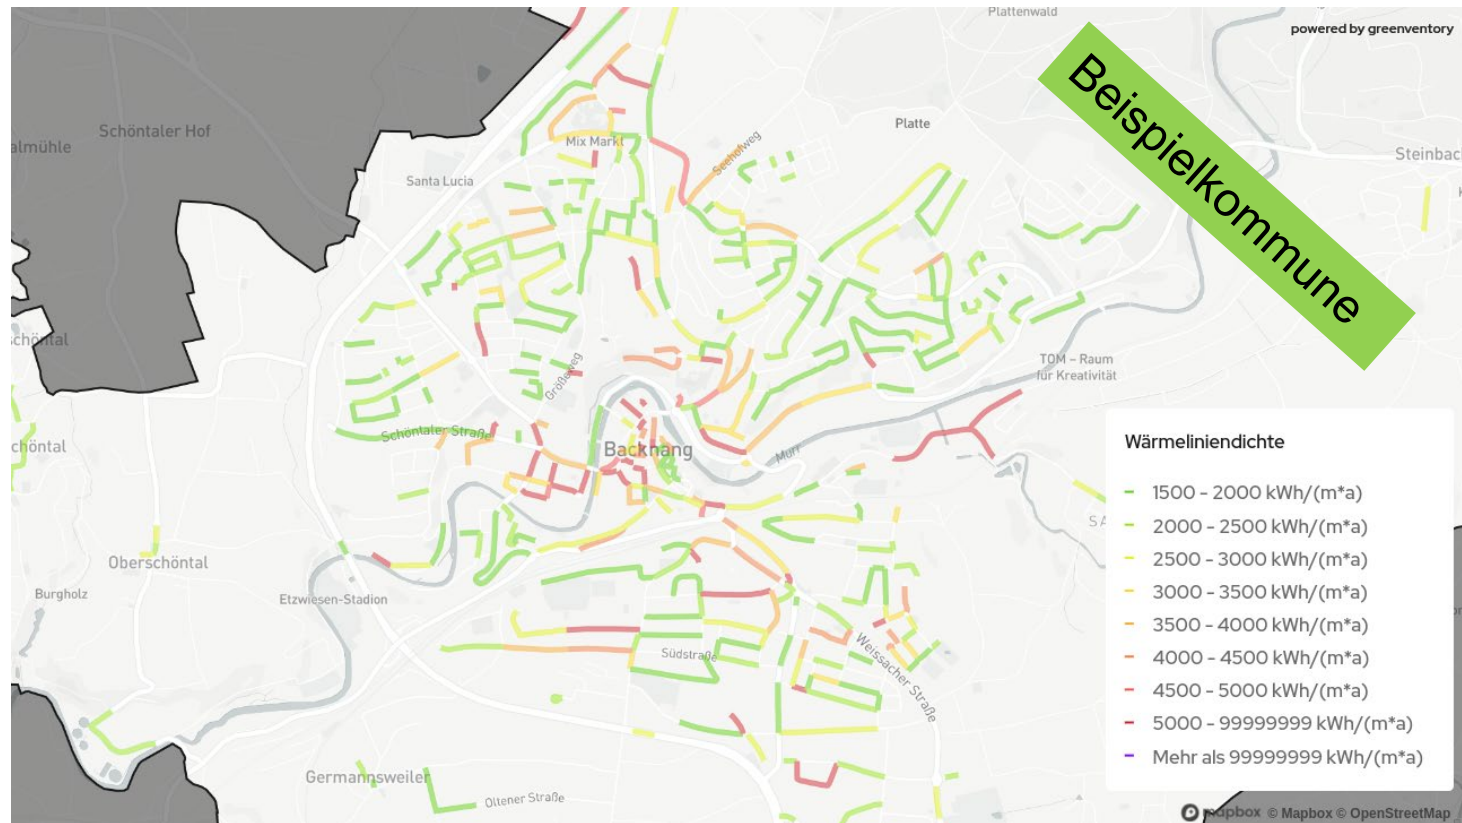 Plattenwald
powered by greenventory
Beispielkommune
Schöntaler Hof
almühle
Mix Markt
Seehofweg
Platte
Steinbac
Santa Lucia
chöntal
Größeweg
TOM – Raum
für Kreativität
Schöntaler Straße
chöntal
Backnang
Murr
Wärmeliniendichte
1500 - 2000 kWh/(m*a)
2000 - 2500 kWh/(m*a)
2500 - 3000 kWh/(m*a)
3000 - 3500 kWh/(m*a)
3500 - 4000 kWh/(m*a)
4000 - 4500 kWh/(m*a)
4500 - 5000 kWh/(m*a)
5000 - 99999999 kWh/(m*a)
Mehr als 99999999 kWh/(m*a)
SA
Oberschöntal
Burgholz
Etzwiesen-Stadion
Südstraße
Weissacher Straße
Germannsweiler
Oltener Straße
mapbox © Mapbox © OpenStreetMap